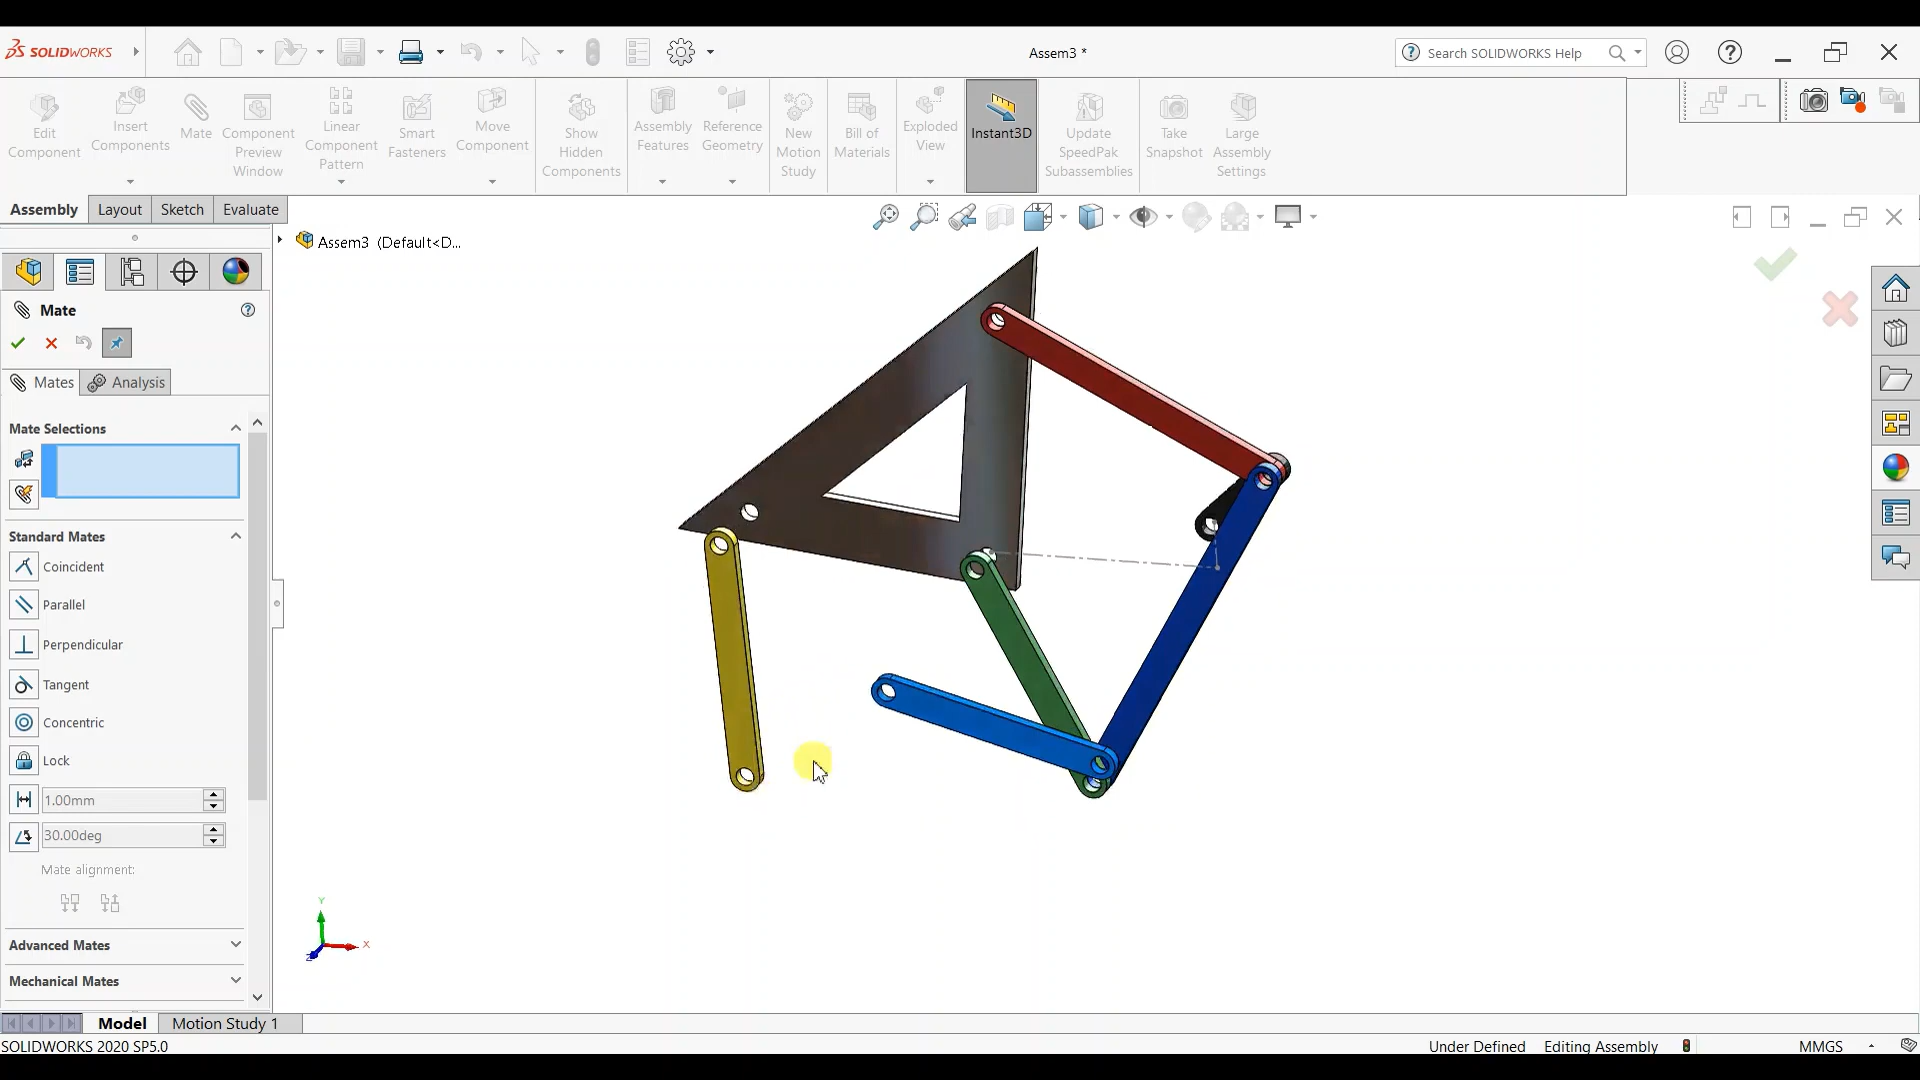 SOLIDWORKS
Assem3 *
Search SOLIDWORKS Help
Edit Component
Insert Components
Mate
Component Preview Window
Linear Component Pattern
Smart Fasteners
Move Component
Show Hidden Components
Assembly Features
Reference Geometry
New Motion Study
Bill of Materials
Exploded View
Instant3D
Update SpeedPak Subassemblies
Take Snapshot
Large Assembly Settings
Assembly
Layout
Sketch
Evaluate
Assem3 (Default<D...
Mate
Mates
Analysis
Mate Selections
Standard Mates
Coincident
Parallel
Perpendicular
Tangent
Concentric
Lock
1.00mm
30.00deg
Mate alignment:
Advanced Mates
Mechanical Mates
Y
X
Z
Model
Motion Study 1
SOLIDWORKS 2020 SP5.0
Under Defined
Editing Assembly
MMGS